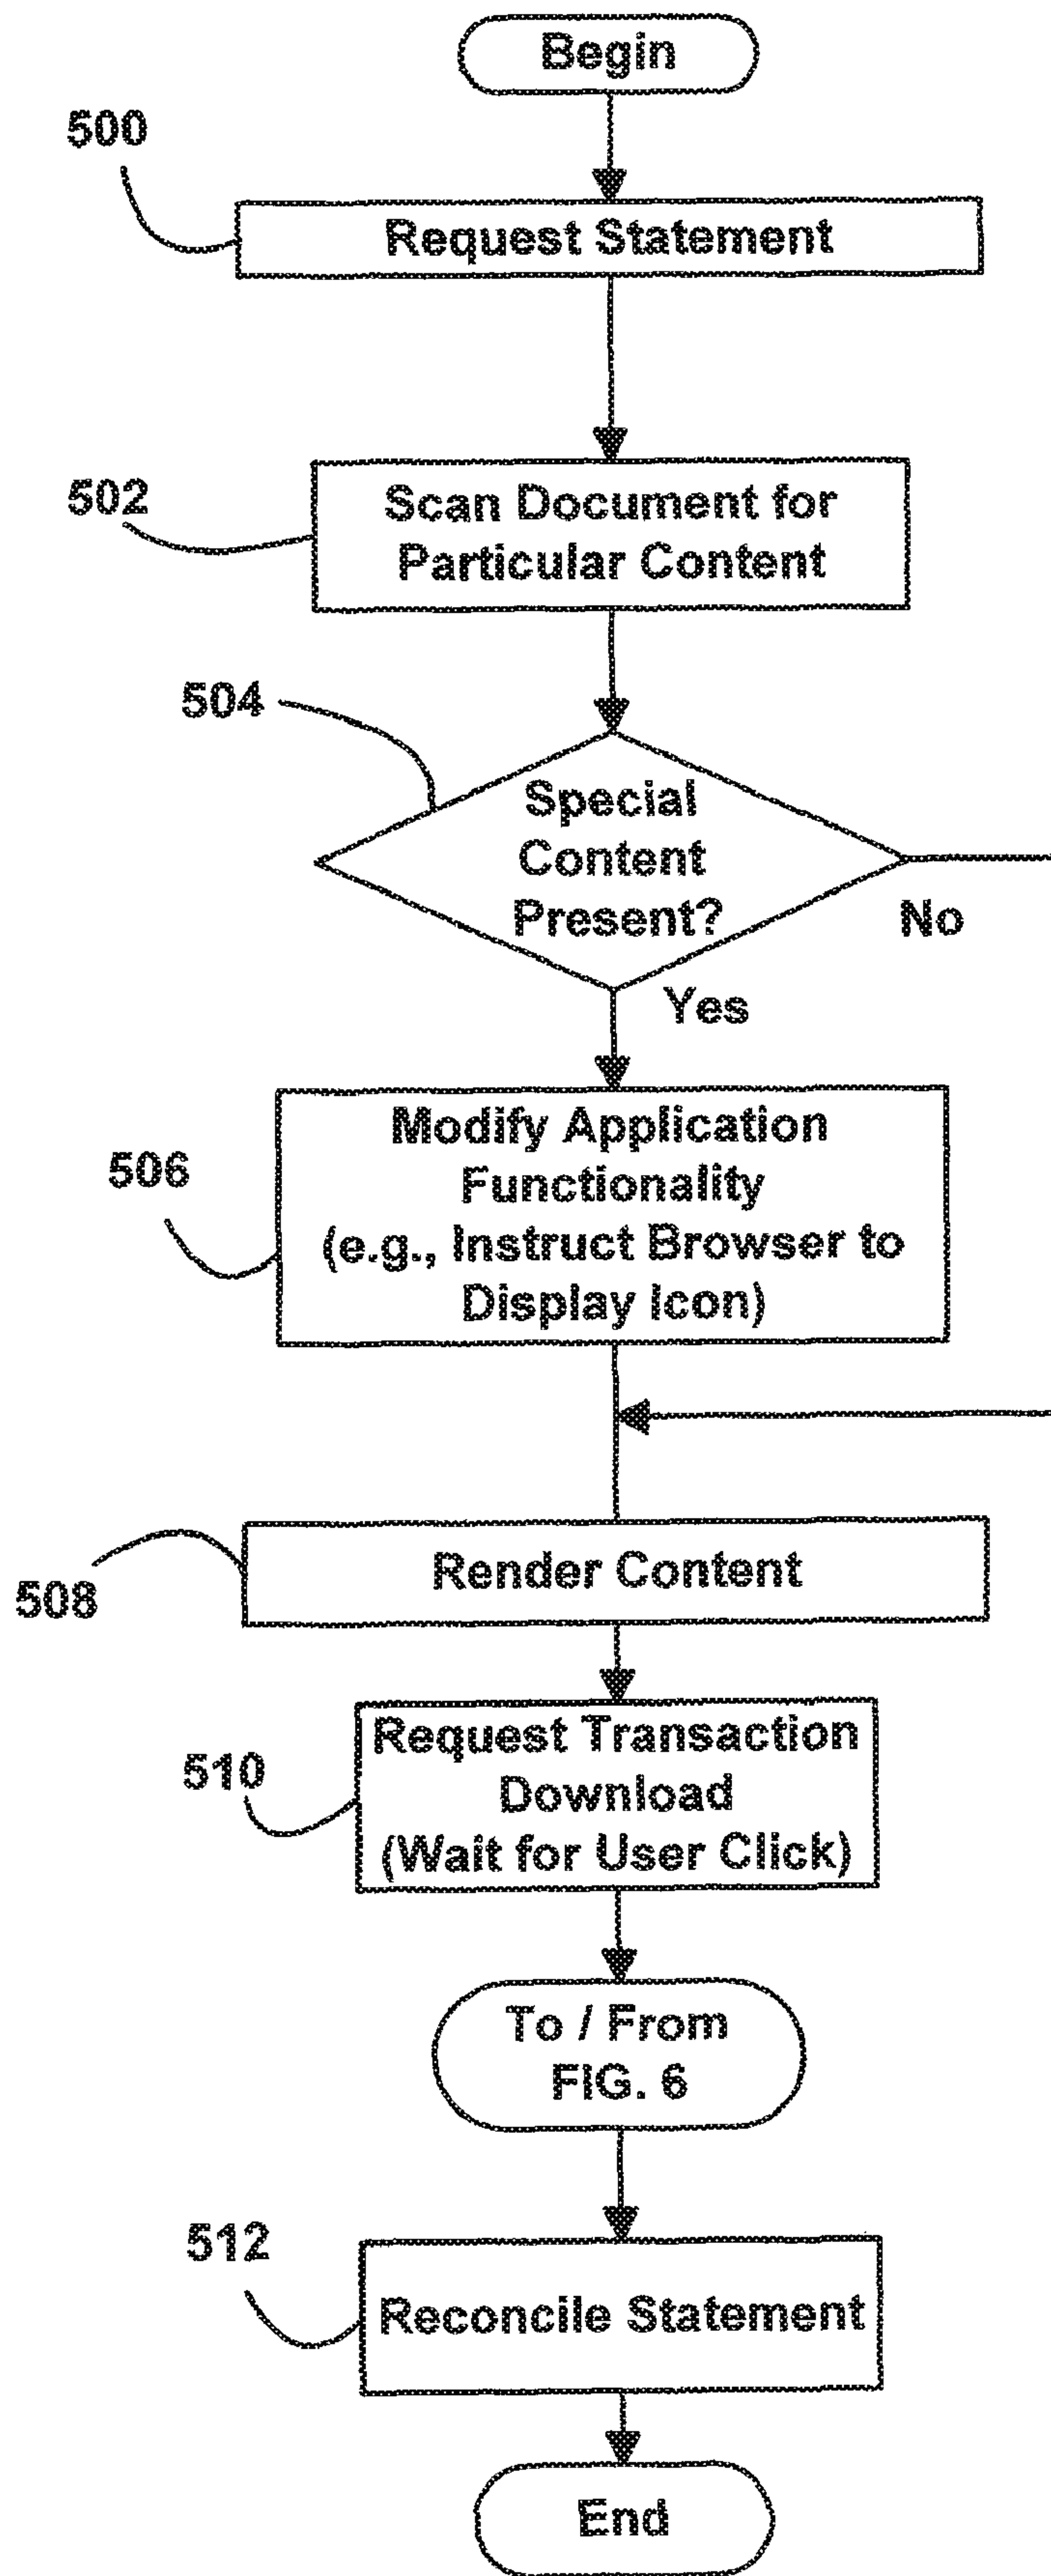 Begin
500
Request Statement
502
Scan Document for
Particular Content
504
Special
Content
Present?
No
Yes
506
Modify Application
Functionality
(e.g., Instruct Browser to
Display Icon)
508
Render Content
510
Request Transaction
Download
(Wait for User Click)
To / From
FIG. 6
512
Reconcile Statement
End